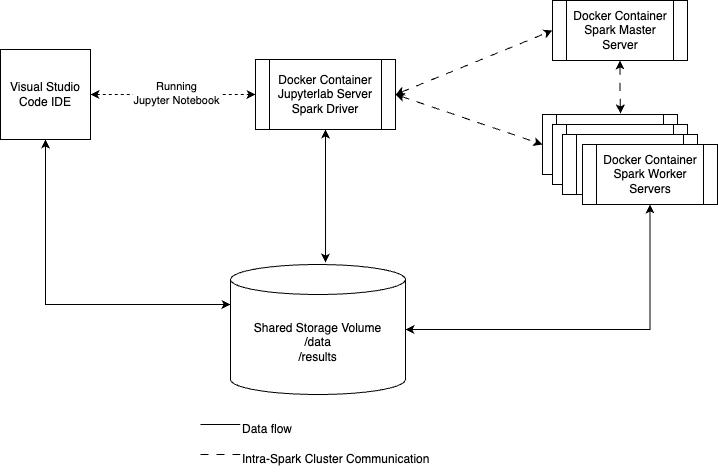 Visual Studio
Code IDE
Running
Jupyter Notebook
Docker Container
Jupyterlab Server
Spark Driver
Docker Container
Spark Master
Server
Docker Container
Spark Worker
Servers
Shared Storage Volume
/data
/results
Data flow
Intra-Spark Cluster Communication